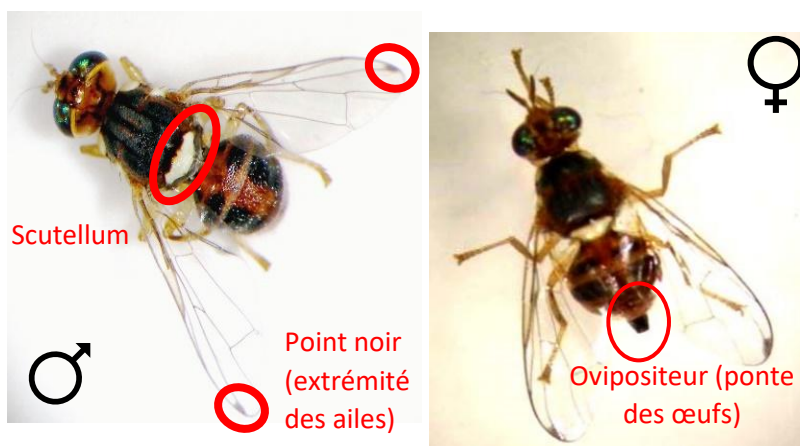 Scutellum
Point noir
(extrémité
des ailes)
Ovipositeur (ponte
des œufs)